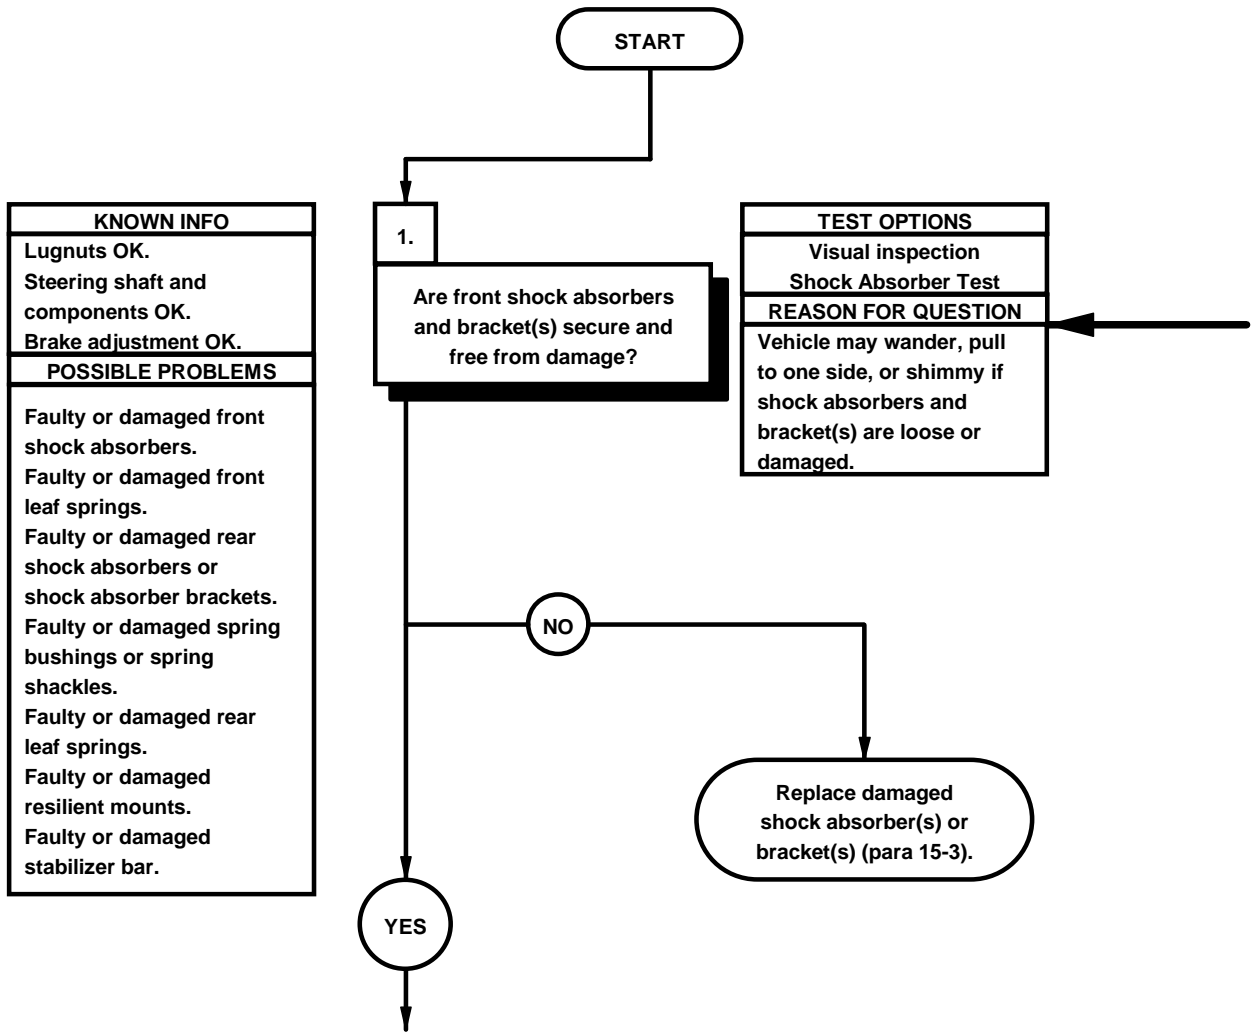 START
KNOWN INFO
Lugnuts OK.
Steering shaft and
components OK.
Brake adjustment OK.
POSSIBLE PROBLEMS
Faulty or damaged front
shock absorbers.
Faulty or damaged front
leaf springs.
Faulty or damaged rear
shock absorbers or
shock absorber brackets.
Faulty or damaged spring
bushings or spring
shackles.
Faulty or damaged rear
leaf springs.
Faulty or damaged
resilient mounts.
Faulty or damaged
stabilizer bar.
1.
Are front shock absorbers
and bracket(s) secure and
free from damage?
TEST OPTIONS
Visual inspection
Shock Absorber Test
REASON FOR QUESTION
Vehicle may wander, pull
to one side, or shimmy if
shock absorbers and
bracket(s) are loose or
damaged.
NO
Replace damaged
shock absorber(s) or
bracket(s) (para 15-3).
YES